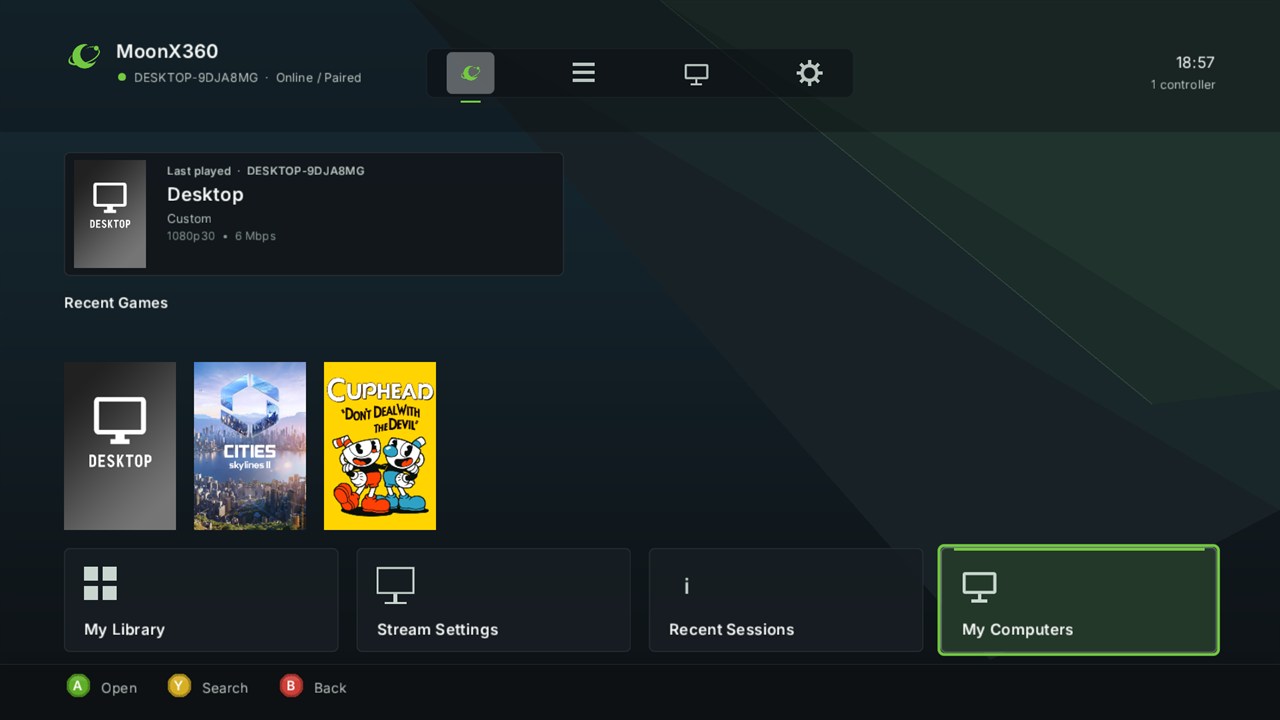 MoonX360
DESKTOP-9DJA8MG · Online / Paired
18:57
1 controller
Last played · DESKTOP-9DJA8MG
Desktop
Custom
1080p30 • 6 Mbps
DESKTOP
Recent Games
DESKTOP
CITIES
skylines II
CUPHEAD
"DON'T DEAL WITH
THE DEVIL"
My Library
Stream Settings
i
Recent Sessions
My Computers
A Open
Y Search
B Back